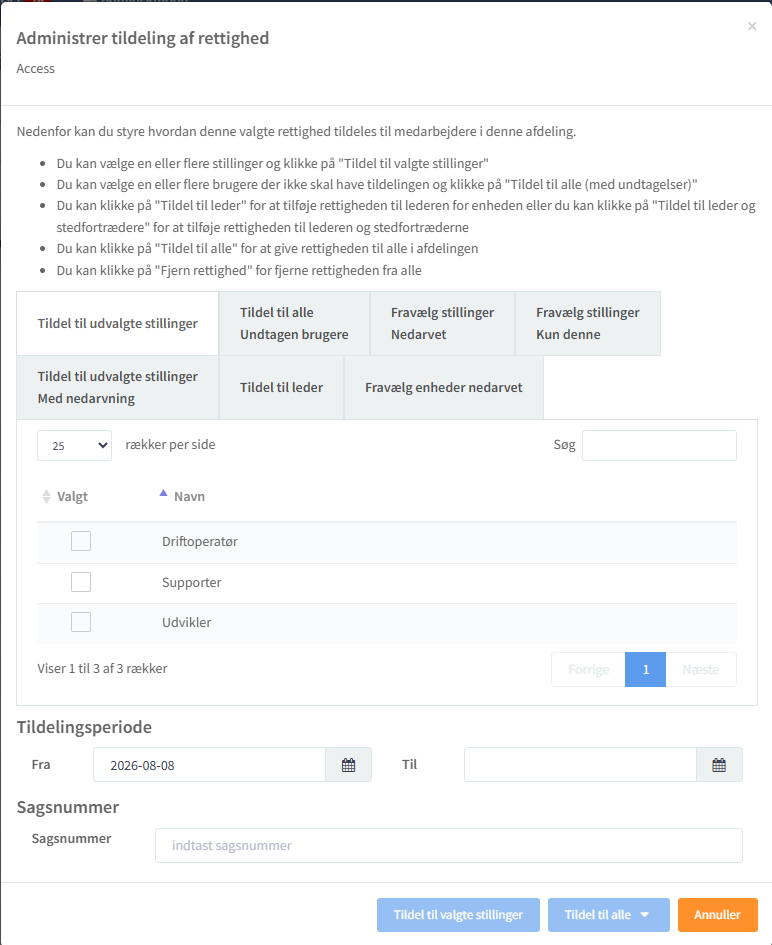 Administrer tildeling af rettighed
×
Access
Nedenfor kan du styre hvordan denne valgte rettighed tildeles til medarbejdere i denne afdeling.
Du kan vælge en eller flere stillinger og klikke på "Tildel til valgte stillinger"
Du kan vælge en eller flere brugere der ikke skal have tildelingen og klikke på "Tildel til alle (med undtagelser)"
Du kan klikke på "Tildel til leder" for at tilføje rettigheden til lederen for enheden eller du kan klikke på "Tildel til leder og
stedfortrædere" for at tilføje rettigheden til lederen og stedfortræderne
Du kan klikke på "Tildel til alle" for at give rettigheden til alle i afdelingen
Du kan klikke på "Fjern rettighed" for fjerne rettigheden fra alle
Tildel til udvalgte stillinger
Tildel til alle
Undtagen brugere
Fravælg stillinger
Nedarvet
Fravælg stillinger
Kun denne
Tildel til udvalgte stillinger
Med nedarvning
Tildel til leder
Fravælg enheder nedarvet
25 rækker per side
Søg
Valgt Navn
Driftoperatør
Supporter
Udvikler
Viser 1 til 3 af 3 rækker
Forrige 1 Næste
Tildelingsperiode
Fra 2026-08-08 Til
Sagsnummer
Sagsnummer indtast sagsnummer
Tildel til valgte stillinger Tildel til alle Annuller